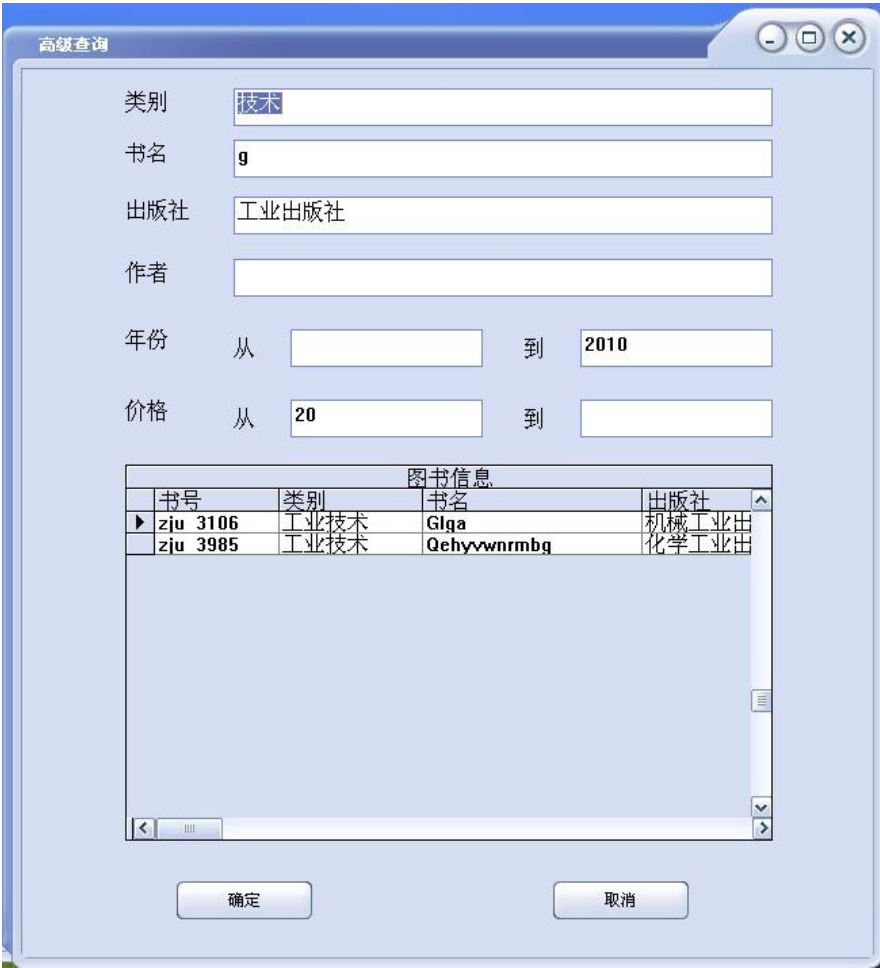 高级查询
类别 技术
书名 g
出版社 工业出版社
作者
年份 从 到 2010
价格 从 20 到
图书信息
书号 类别 书名 出版社
zju 3106 工业技术 Glga 机械工业出
zju 3985 工业技术 Qehyvwnrmbg 化学工业出
确定 取消